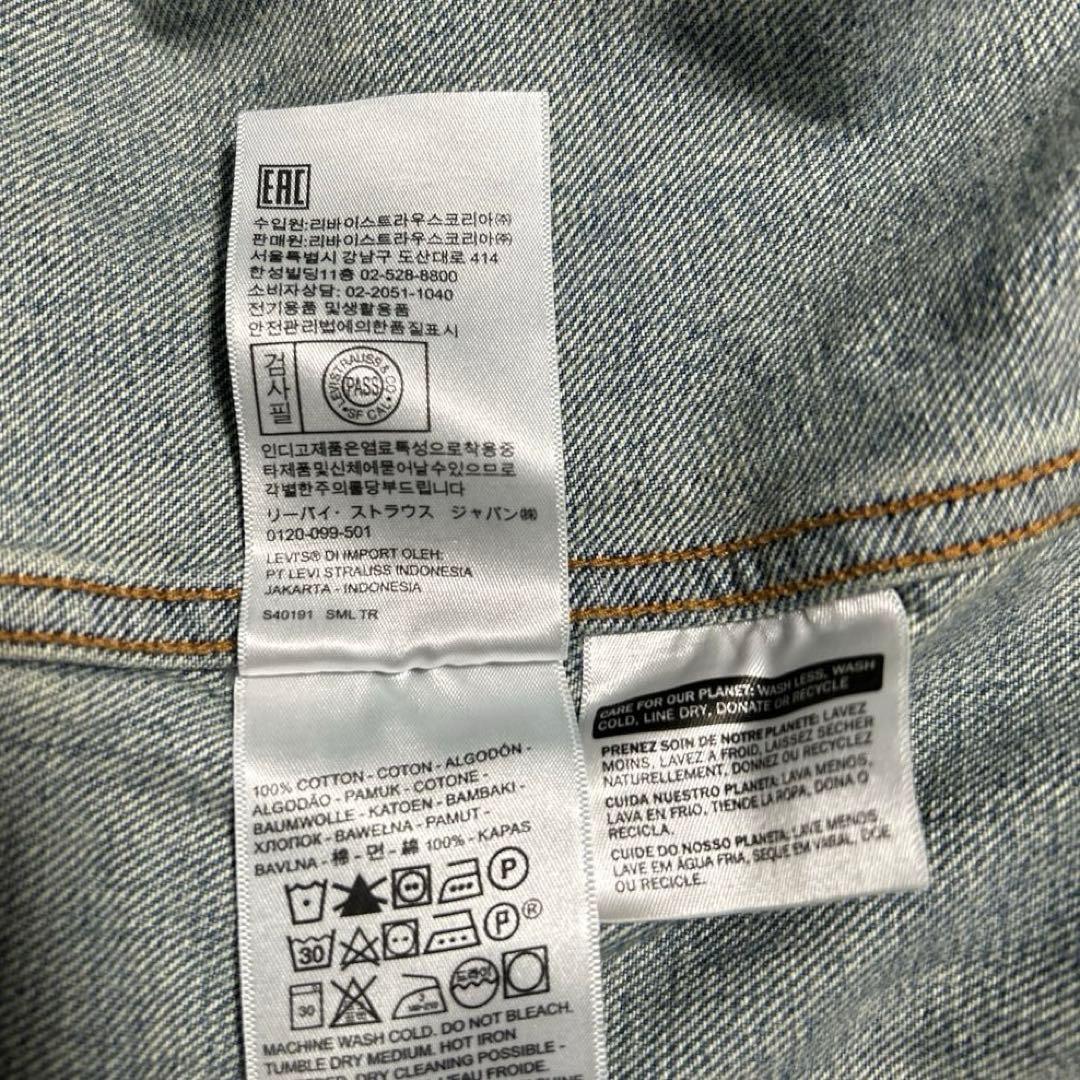 EAC
수입원:리바이스트라우스코리아㈜
판매원:리바이스트라우스코리아㈜
서울특별시 강남구 도산대로 414
한성빌딩11층 02-528-8800
소비자상담: 02-2051-1040
전기용품 및생활용품
안전관리법에의한품질표시
검사필
LEVI STRAUSS & CO
PASS
SF CAL
인디고제품은염료특성으로착용중
타제품및신체에묻어날수있으므로
각별한주의를당부드립니다
リーバイ・ストラウス ジャパン㈱
0120-099-501
LEVI'S® DI IMPORT OLEH:
PT LEVI STRAUSS INDONESIA
JAKARTA - INDONESIA
S40191 SML TR
100% COTTON - COTON - ALGODÓN -
ALGODÃO - PAMUK - COTONE -
BAUMWOLLE - KATOEN - BAMBAKI -
ХЛОПОК - BAWEŁNA - PAMUT -
BAVLNA - 棉 - 면 - 綿 100% - KAPAS
P
30 P ®
30 드라이
MACHINE WASH COLD. DO NOT BLEACH.
TUMBLE DRY MEDIUM. HOT IRON
DRY CLEANING POSSIBLE -
EAU FROIDE.
CARE FOR OUR PLANET: WASH LESS, WASH
COLD, LINE DRY, DONATE OR RECYCLE
PRENEZ SOIN DE NOTRE PLANETE: LAVEZ
MOINS, LAVEZ À FROID, LAISSEZ SÉCHER
NATURELLEMENT, DONNEZ OU RECYCLEZ
CUIDA NUESTRO PLANETA: LAVA MENOS,
LAVA EN FRIO, TIENDE LA ROPA, DONA O
RECICLA.
CUIDE DO NOSSO PLANETA: LAVE MENOS
LAVE EM ÁGUA FRIA, SEQUE EM VARAL, DOE
OU RECICLE.